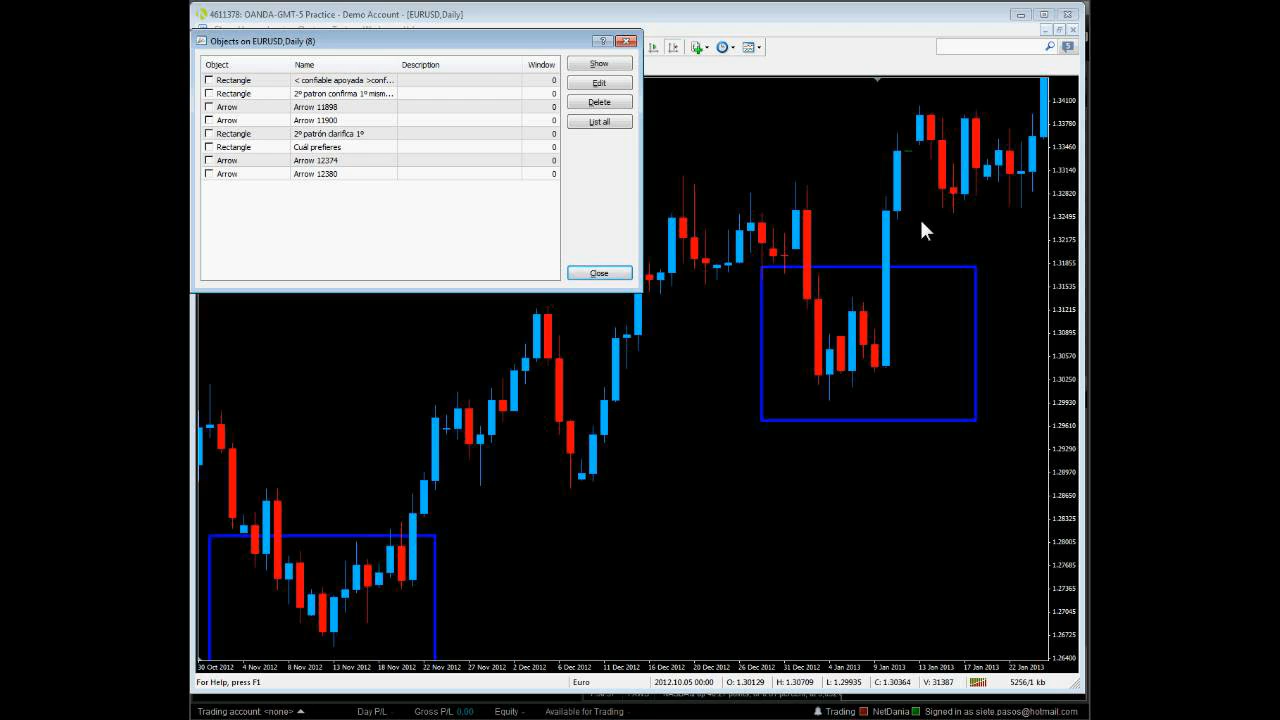 4611378: OANDA-GMT-5 Practice - Demo Account - [EURUSD,Daily]
Objects on EURUSD,Daily (8)
Object Name Description Window
Rectangle < confiable apoyada >conf... 0
Rectangle 2º patron confirma 1º mism... 0
Arrow Arrow 11898 0
Arrow Arrow 11900 0
Rectangle 2º patrón clarifica 1º 0
Rectangle Cuál prefieres 0
Arrow Arrow 12374 0
Arrow Arrow 12380 0
Show
Edit
Delete
List all
Close
5
1.34100
1.33780
1.33460
1.33140
1.32820
1.32495
1.32175
1.31855
1.31535
1.31215
1.30895
1.30570
1.30250
1.29930
1.29610
1.29290
1.28970
1.28650
1.28325
1.28005
1.27685
1.27365
1.27045
1.26725
1.26400
30 Oct 2012 4 Nov 2012 8 Nov 2012 13 Nov 2012 18 Nov 2012 22 Nov 2012 27 Nov 2012 2 Dec 2012 6 Dec 2012 11 Dec 2012 16 Dec 2012 20 Dec 2012 26 Dec 2012 31 Dec 2012 4 Jan 2013 9 Jan 2013 13 Jan 2013 17 Jan 2013 22 Jan 2013
For Help, press F1 Euro 2012.10.05 00:00 O: 1.30129 H: 1.30709 L: 1.29935 C: 1.30364 V: 31387 5256/1 kb
Trading account: <none> Day P/L - Gross P/L 0,00 Equity - Available for Trading - Trading NetDania Signed in as siete.pasos@hotmail.com